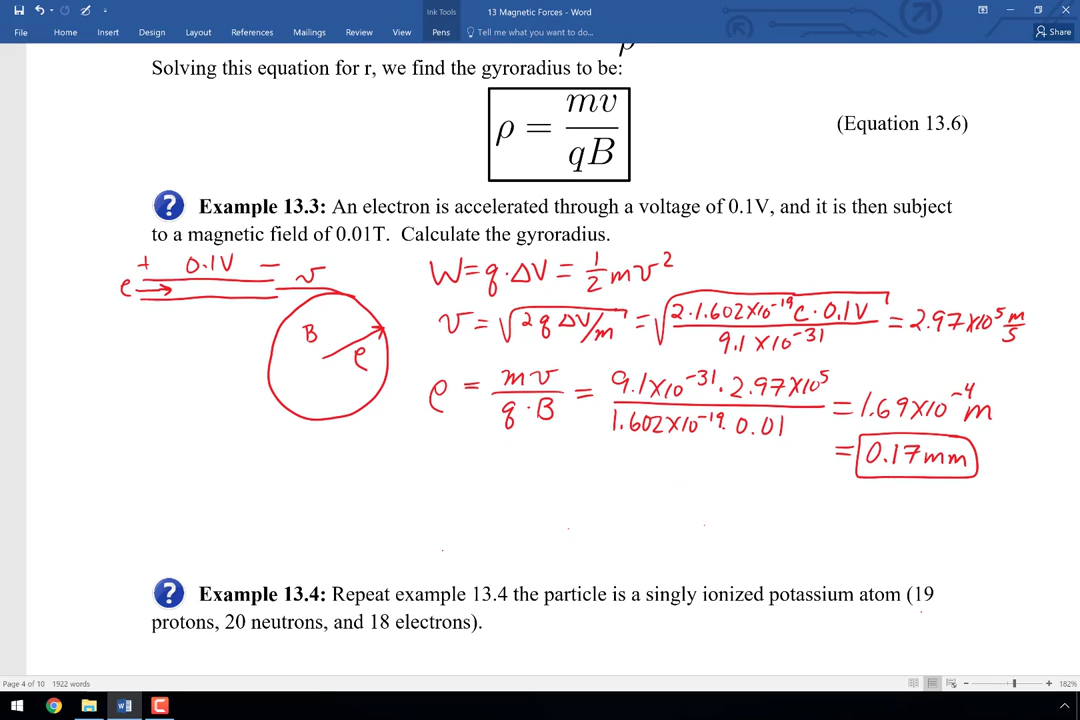 Ink Tools
13 Magnetic Forces - Word
File Home Insert Design Layout References Mailings Review View Pens Tell me what you want to do... Share
Solving this equation for r, we find the gyroradius to be:
ρ = mv / qB
(Equation 13.6)
? Example 13.3: An electron is accelerated through a voltage of 0.1V, and it is then subject
to a magnetic field of 0.01T. Calculate the gyroradius.
+ 0.1V − v
e
B
ρ
W = q · ΔV = 1/2 mv²
v = √(2q ΔV/m) = √(2·1.602×10⁻¹⁹C · 0.1V / 9.1×10⁻³¹) = 2.97×10⁵ m/s
ρ = mv / q·B = 9.1×10⁻³¹ · 2.97×10⁵ / 1.602×10⁻¹⁹ · 0.01 = 1.69×10⁻⁴ m
= 0.17mm
? Example 13.4: Repeat example 13.4 the particle is a singly ionized potassium atom (19
protons, 20 neutrons, and 18 electrons).
Page 4 of 10 1922 words
182%